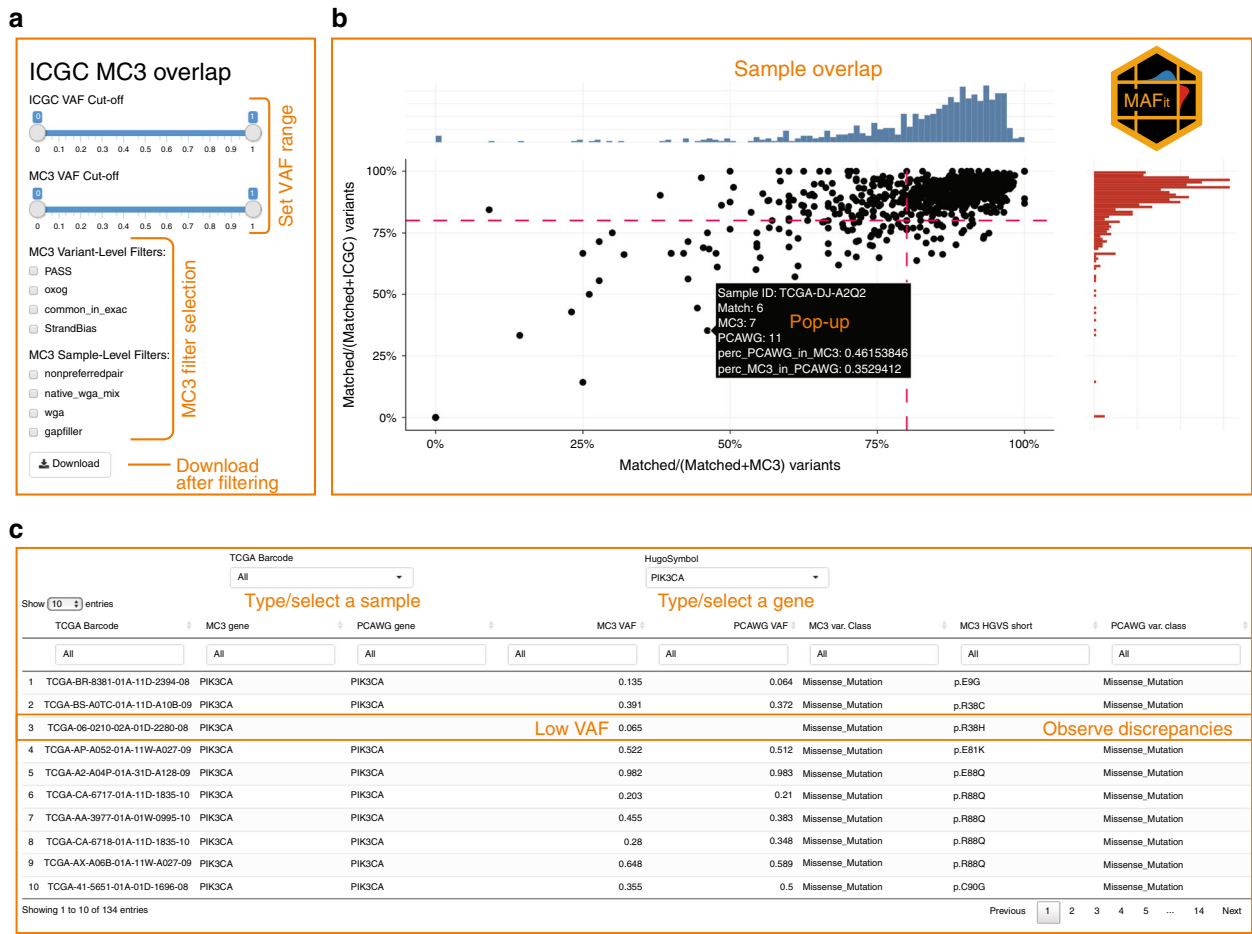 a
ICGC MC3 overlap
ICGC VAF Cut-off
0 1
0 0.1 0.2 0.3 0.4 0.5 0.6 0.7 0.8 0.9 1
MC3 VAF Cut-off
0 1
0 0.1 0.2 0.3 0.4 0.5 0.6 0.7 0.8 0.9 1
Set VAF range
MC3 Variant-Level Filters:
PASS
oxog
common_in_exac
StrandBias
MC3 Sample-Level Filters:
nonpreferredpair
native_wga_mix
wga
gapfiller
MC3 filter selection
Download
Download
after filtering
b
Sample overlap
MAFit
Matched/(Matched+ICGC) variants
100%
75%
50%
25%
0%
Sample ID: TCGA-DJ-A2Q2
Match: 6
MC3: 7
Pop-up
PCAWG: 11
perc_PCAWG_in_MC3: 0.46153846
perc_MC3_in_PCAWG: 0.3529412
0% 25% 50% 75% 100%
Matched/(Matched+MC3) variants
c
TCGA Barcode HugoSymbol
All PIK3CA
Type/select a sample Type/select a gene
Show 10 entries
TCGA Barcode MC3 gene PCAWG gene MC3 VAF PCAWG VAF MC3 var. Class MC3 HGVS short PCAWG var. class
All All All All All All All All
1 TCGA-BR-8381-01A-11D-2394-08 PIK3CA PIK3CA 0.135 0.064 Missense_Mutation p.E9G Missense_Mutation
2 TCGA-BS-A0TC-01A-11D-A10B-09 PIK3CA PIK3CA 0.391 0.372 Missense_Mutation p.R38C Missense_Mutation
3 TCGA-06-0210-02A-01D-2280-08 PIK3CA Low VAF 0.065 Missense_Mutation p.R38H Observe discrepancies
4 TCGA-AP-A052-01A-11W-A027-09 PIK3CA PIK3CA 0.522 0.512 Missense_Mutation p.E81K Missense_Mutation
5 TCGA-A2-A04P-01A-31D-A128-09 PIK3CA PIK3CA 0.982 0.983 Missense_Mutation p.E88Q Missense_Mutation
6 TCGA-CA-6717-01A-11D-1835-10 PIK3CA PIK3CA 0.203 0.21 Missense_Mutation p.R88Q Missense_Mutation
7 TCGA-AA-3977-01A-01W-0995-10 PIK3CA PIK3CA 0.455 0.383 Missense_Mutation p.R88Q Missense_Mutation
8 TCGA-CA-6718-01A-11D-1835-10 PIK3CA PIK3CA 0.28 0.348 Missense_Mutation p.R88Q Missense_Mutation
9 TCGA-AX-A06B-01A-11W-A027-09 PIK3CA PIK3CA 0.648 0.589 Missense_Mutation p.R88Q Missense_Mutation
10 TCGA-41-5651-01A-01D-1696-08 PIK3CA PIK3CA 0.355 0.5 Missense_Mutation p.C90G Missense_Mutation
Showing 1 to 10 of 134 entries Previous 1 2 3 4 5 ... 14 Next